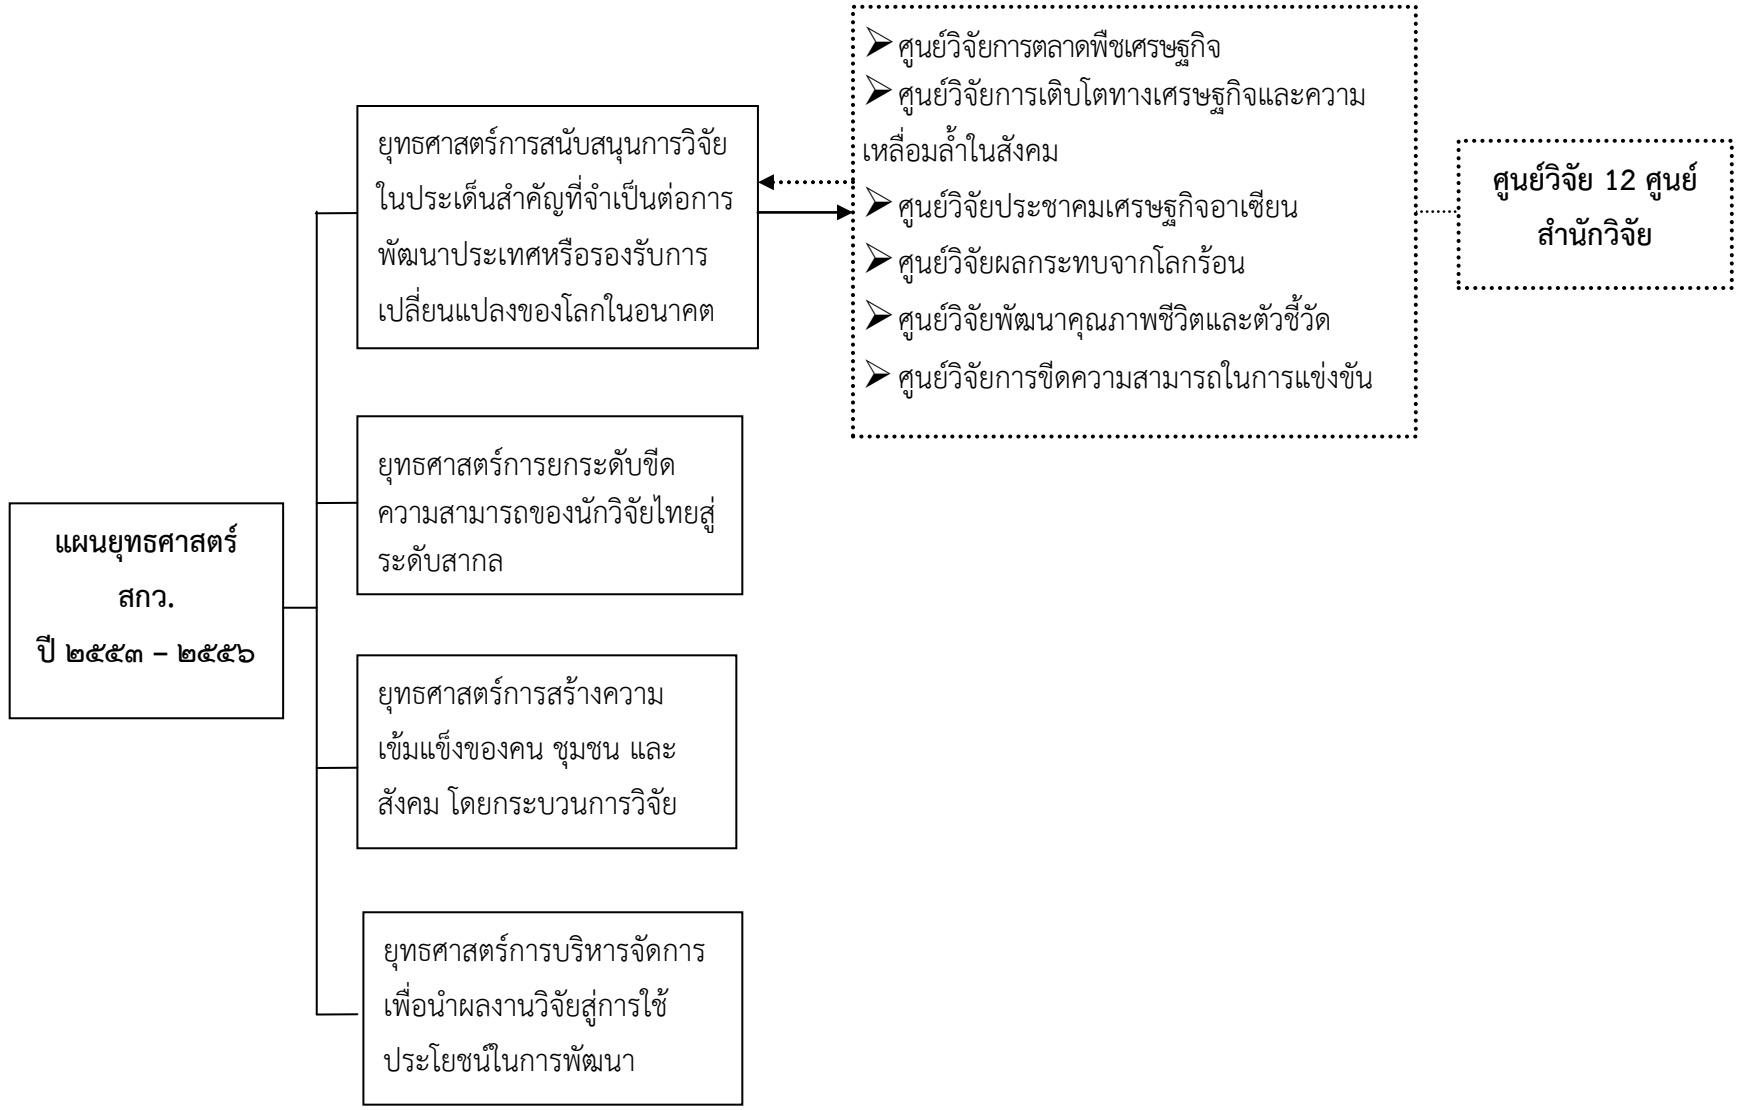 แผนยุทธศาสตร์
สกว.
ปี ๒๕๕๓ – ๒๕๕๖
ยุทธศาสตร์การสนับสนุนการวิจัย
ในประเด็นสำคัญที่จำเป็นต่อการ
พัฒนาประเทศหรือรองรับการ
เปลี่ยนแปลงของโลกในอนาคต
ยุทธศาสตร์การยกระดับขีด
ความสามารถของนักวิจัยไทยสู่
ระดับสากล
ยุทธศาสตร์การสร้างความ
เข้มแข็งของคน ชุมชน และ
สังคม โดยกระบวนการวิจัย
ยุทธศาสตร์การบริหารจัดการ
เพื่อนำผลงานวิจัยสู่การใช้
ประโยชน์ในการพัฒนา
➢ ศูนย์วิจัยการตลาดพืชเศรษฐกิจ
➢ ศูนย์วิจัยการเติบโตทางเศรษฐกิจและความ
เหลื่อมล้ำในสังคม
➢ ศูนย์วิจัยประชาคมเศรษฐกิจอาเซียน
➢ ศูนย์วิจัยผลกระทบจากโลกร้อน
➢ ศูนย์วิจัยพัฒนาคุณภาพชีวิตและตัวชี้วัด
➢ ศูนย์วิจัยการขีดความสามารถในการแข่งขัน
ศูนย์วิจัย 12 ศูนย์
สำนักวิจัย